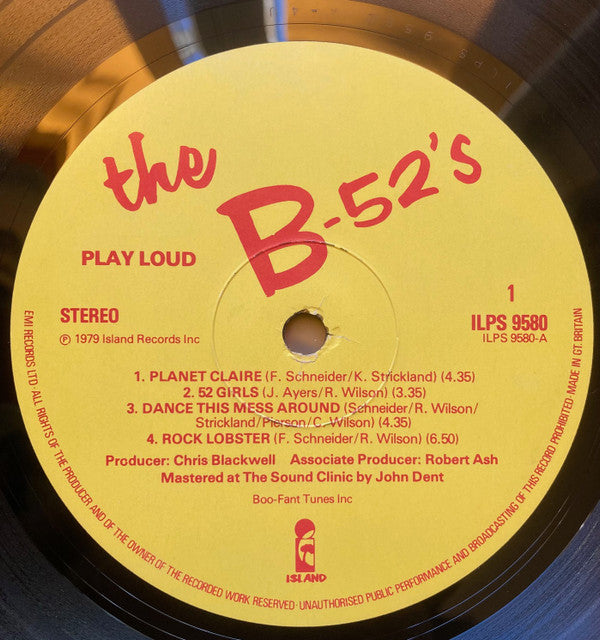 the
B-52's
PLAY LOUD
1
STEREO
ILPS 9580
Ⓟ 1979 Island Records Inc
ILPS 9580-A
1. PLANET CLAIRE (F. Schneider/K. Strickland) (4.35)
2. 52 GIRLS (J. Ayers/R. Wilson) (3.35)
3. DANCE THIS MESS AROUND (Schneider/R. Wilson/
Strickland/Pierson/C. Wilson) (4.35)
4. ROCK LOBSTER (F. Schneider/R. Wilson) (6.50)
Producer: Chris Blackwell Associate Producer: Robert Ash
Mastered at The Sound Clinic by John Dent
Boo-Fant Tunes Inc
ISLAND
EMI RECORDS LTD·ALL RIGHTS OF THE PRODUCER AND OF THE OWNER OF THE RECORDED WORK RESERVED·UNAUTHORISED PUBLIC PERFORMANCE AND BROADCASTING OF THIS RECORD PROHIBITED·MADE IN GT. BRITAIN